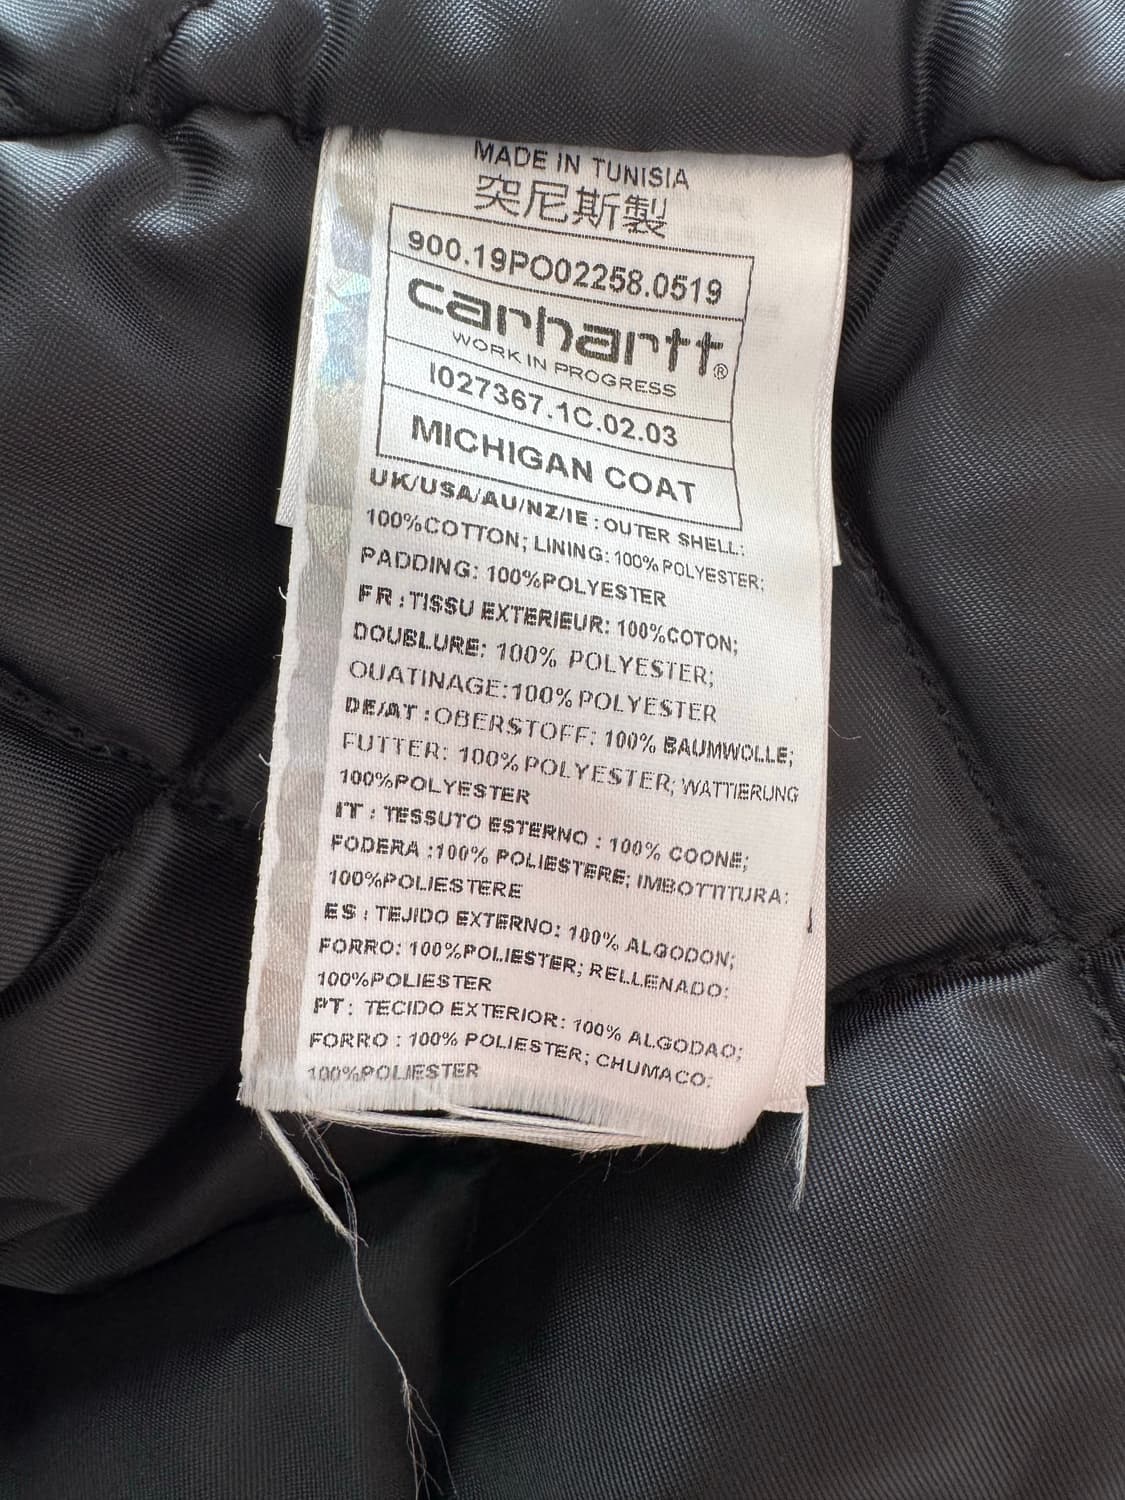 MADE IN TUNISIA
突尼斯製
900.19PO02258.0519
carhartt®
WORK IN PROGRESS
I027367.1C.02.03
MICHIGAN COAT
UK/USA/AU/NZ/IE : OUTER SHELL:
100%COTTON; LINING: 100% POLYESTER;
PADDING: 100%POLYESTER
FR : TISSU EXTERIEUR: 100%COTON;
DOUBLURE: 100% POLYESTER;
OUATINAGE:100% POLYESTER
DE/AT : OBERSTOFF: 100% BAUMWOLLE;
FUTTER: 100% POLYESTER; WATTIERUNG
100%POLYESTER
IT : TESSUTO ESTERNO : 100% COONE;
FODERA :100% POLIESTERE; IMBOTTITURA:
100%POLIESTERE
ES : TEJIDO EXTERNO: 100% ALGODON;
FORRO: 100%POLIESTER; RELLENADO:
100%POLIESTER
PT: TECIDO EXTERIOR: 100% ALGODAO;
FORRO : 100% POLIESTER; CHUMACO:
100%POLIESTER